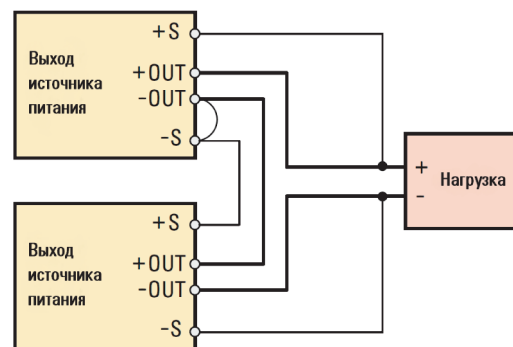 +S
Выход
источника
питания
+OUT
-OUT
-S
+
-
Нагрузка
+S
Выход
источника
питания
+OUT
-OUT
-S